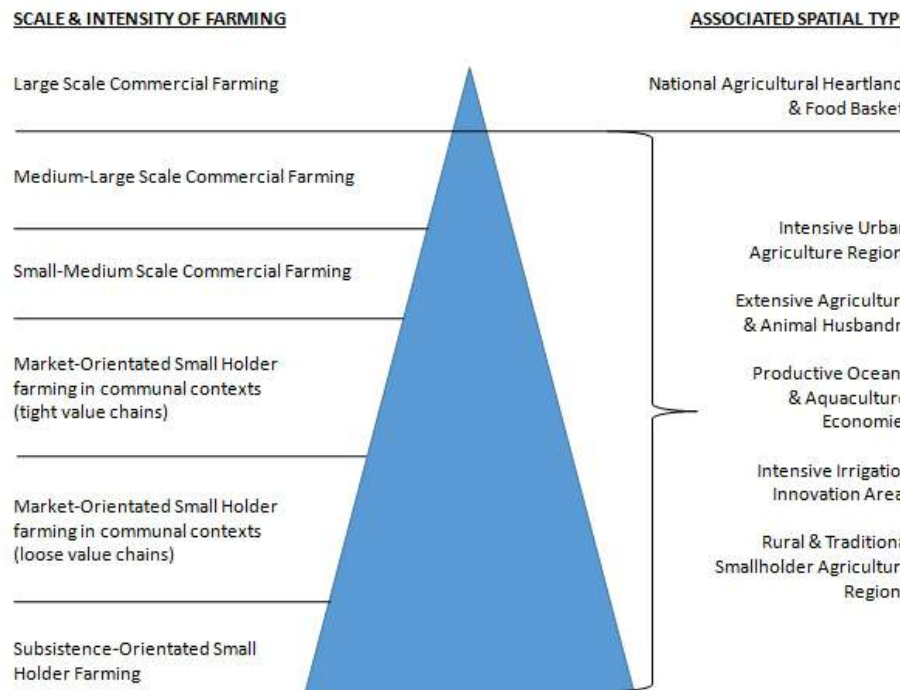 SCALE & INTENSITY OF FARMING
ASSOCIATED SPATIAL TYP
Large Scale Commercial Farming
National Agricultural Heartland
& Food Basket
Medium-Large Scale Commercial Farming
Intensive Urba
Agriculture Region
Small-Medium Scale Commercial Farming
Extensive Agricultur
& Animal Husbandr
Market-Orientated Small Holder
farming in communal contexts
(tight value chains)
Productive Ocean
& Aquaculture
Economie
Market-Orientated Small Holder
farming in communal contexts
(loose value chains)
Intensive Irrigatio
Innovation Area
Rural & Traditiona
Smallholder Agricultur
Region
Subsistence-Orientated Small
Holder Farming